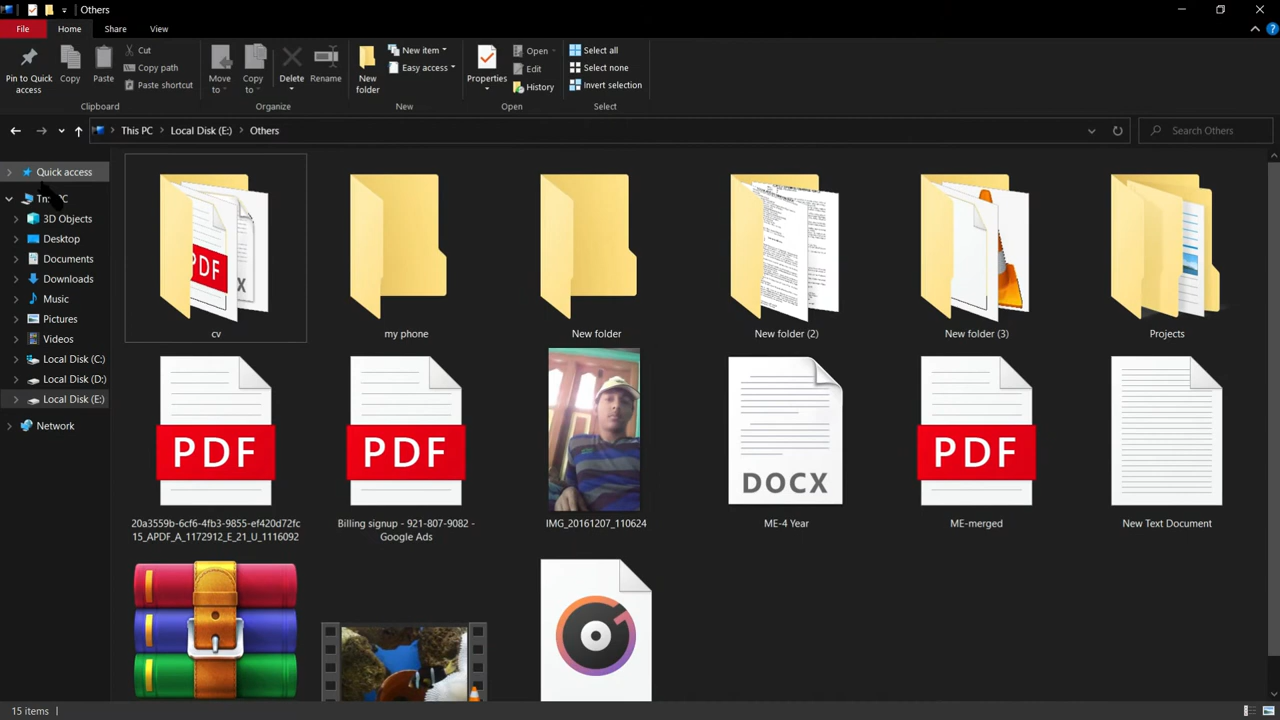 Others
File
Home
Share
View
Pin to Quick
access
Copy
Paste
Cut
Copy path
Paste shortcut
Clipboard
Move
to
Copy
to
Delete
Rename
Organize
New
folder
New item
Easy access
New
Properties
Open
Edit
History
Open
Select all
Select none
Invert selection
Select
This PC
Local Disk (E:)
Others
Search Others
Quick access
3D Objects
Desktop
Documents
Downloads
Music
Pictures
Videos
Local Disk (C:)
Local Disk (D:)
Local Disk (E:)
Network
PDF
X
cv
my phone
New folder
New folder (2)
New folder (3)
Projects
PDF
20a3559b-6cf6-4fb3-9855-ef420d72fc
15_APDF_A_1172912_E_21_U_1116092
PDF
Billing signup - 921-807-9082 -
Google Ads
IMG_20161207_110624
DOCX
ME-4 Year
PDF
ME-merged
New Text Document
15 items